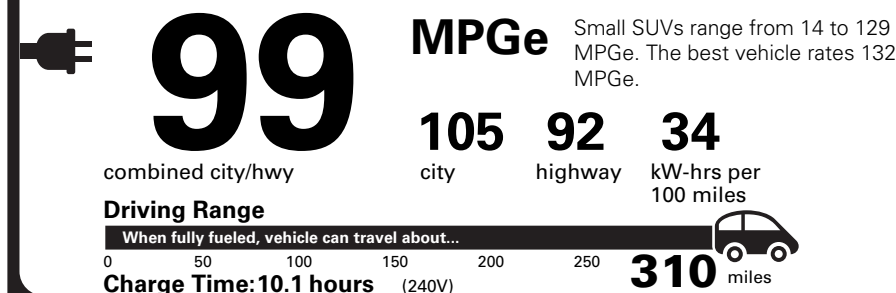 99
MPGe
Small SUVs range from 14 to 129
MPGe. The best vehicle rates 132
MPGe.
combined city/hwy
105
city
92
highway
34
kW-hrs per
100 miles
Driving Range
When fully fueled, vehicle can travel about...
0 50 100 150 200 250 310 miles
Charge Time: 10.1 hours (240V)